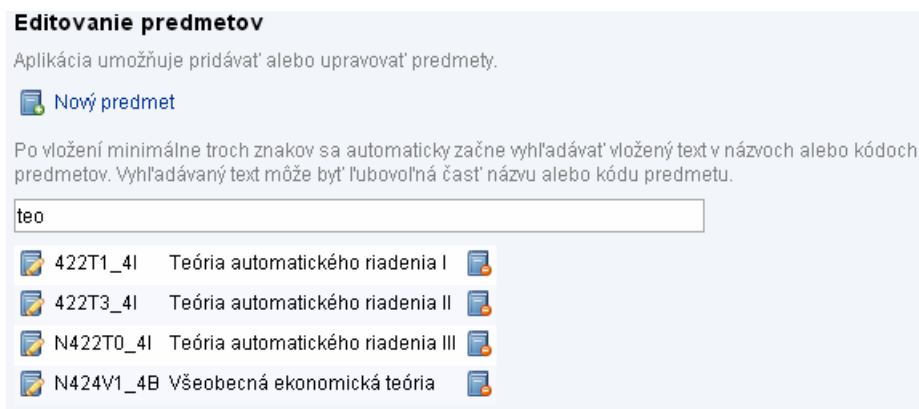 Editovanie predmetov
Aplikácia umožňuje pridávať alebo upravovať predmety.
Nový predmet
Po vložení minimálne troch znakov sa automaticky začne vyhľadávať vložený text v názvoch alebo kódoch
predmetov. Vyhľadávaný text môže byť ľubovoľná časť názvu alebo kódu predmetu.
teo
422T1_4I Teória automatického riadenia I
422T3_4I Teória automatického riadenia II
N422T0_4I Teória automatického riadenia III
N424V1_4B Všeobecná ekonomická teória